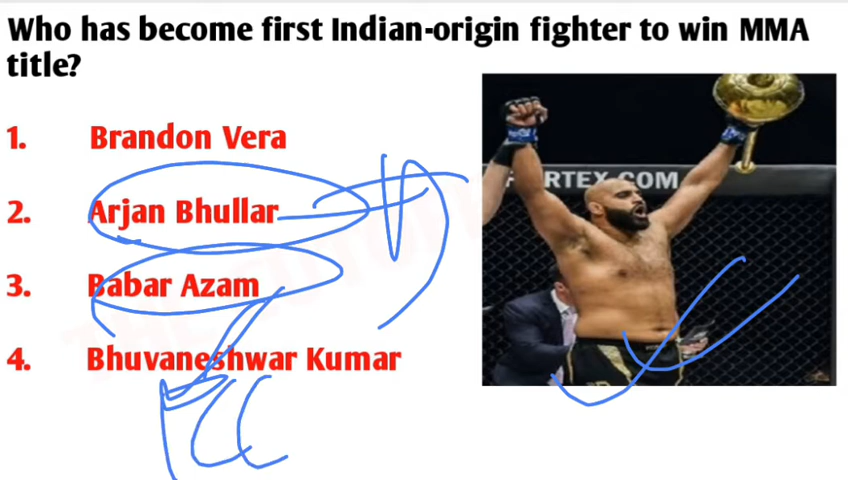 Who has become first Indian-origin fighter to win MMA
title?
1. Brandon Vera
2. Arjan Bhullar
3. Babar Azam
4. Bhuvaneshwar Kumar
RTEX.COM